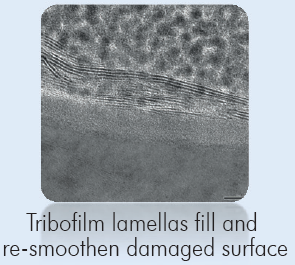 Tribofilm lamellas fill and
re-smoothen damaged surface